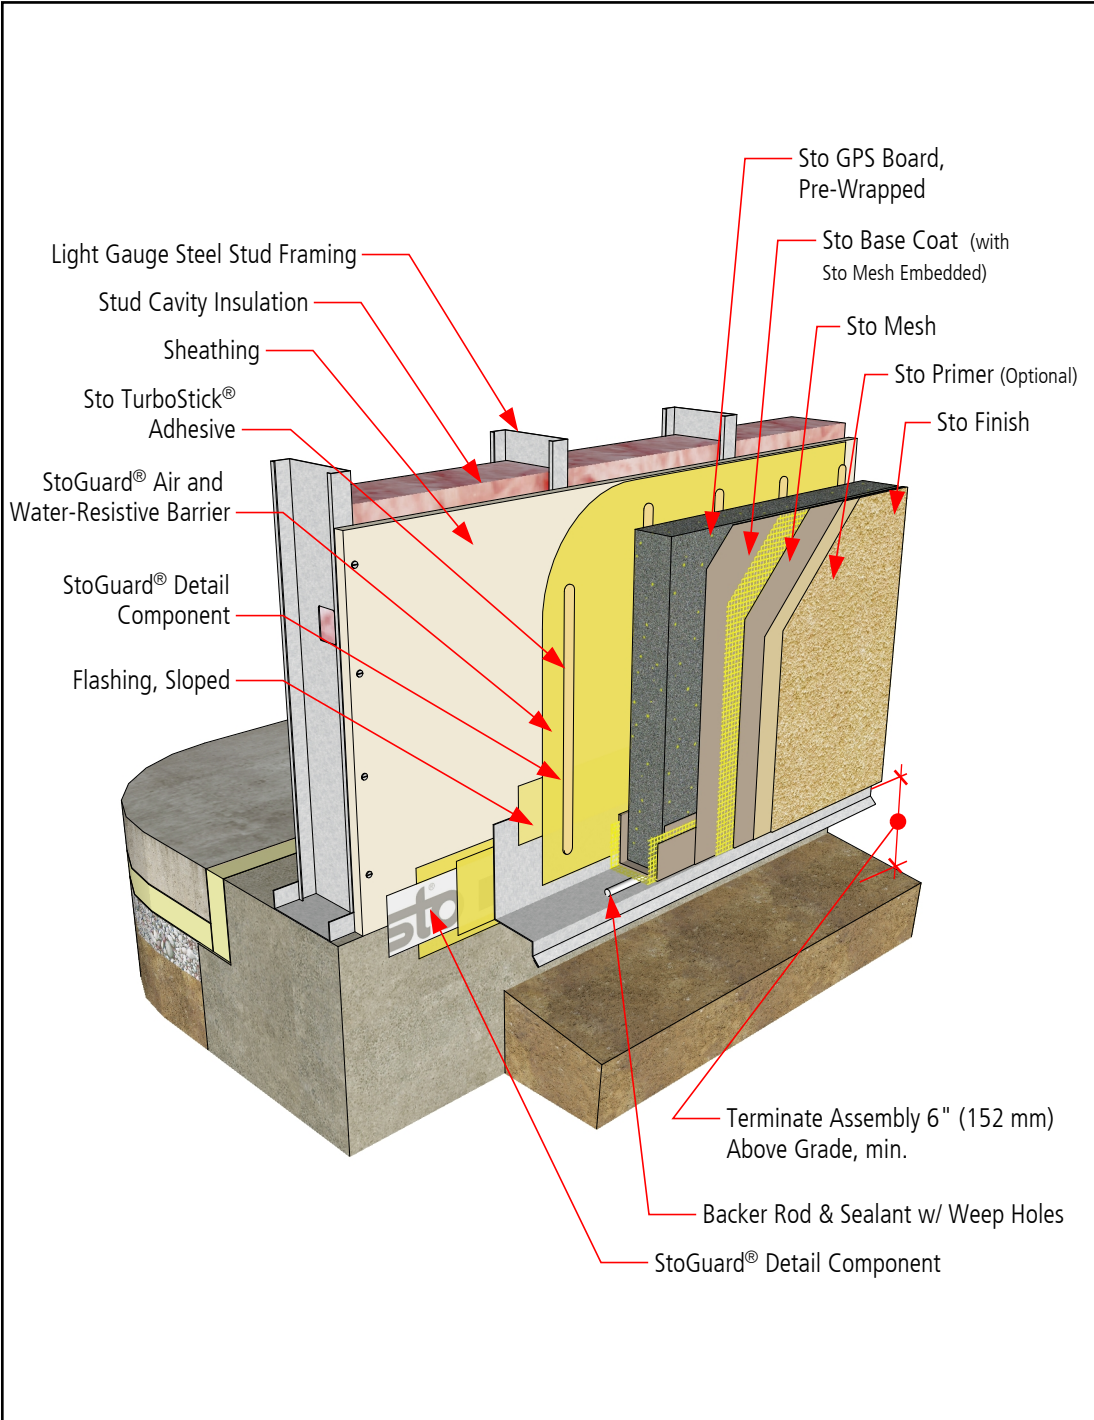 Sto GPS Board,
Pre-Wrapped
Sto Base Coat (with
Sto Mesh Embedded)
Sto Mesh
Sto Primer (Optional)
Sto Finish
Light Gauge Steel Stud Framing
Stud Cavity Insulation
Sheathing
Sto TurboStick®
Adhesive
StoGuard® Air and
Water-Resistive Barrier
StoGuard® Detail
Component
Flashing, Sloped
sto®
Terminate Assembly 6" (152 mm)
Above Grade, min.
Backer Rod & Sealant w/ Weep Holes
StoGuard® Detail Component